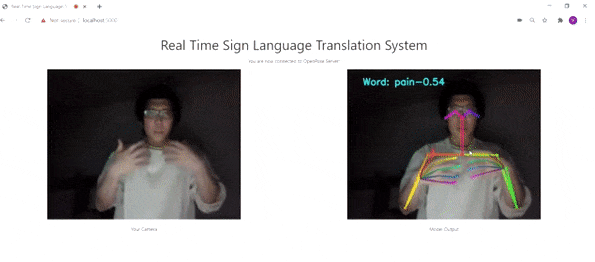 Real Time Sign Language T
Not secure | localhost:5000
Real Time Sign Language Translation System
You are now connected to OpenPose Server!
Word: pain-0.54
Your Camera
Model Output